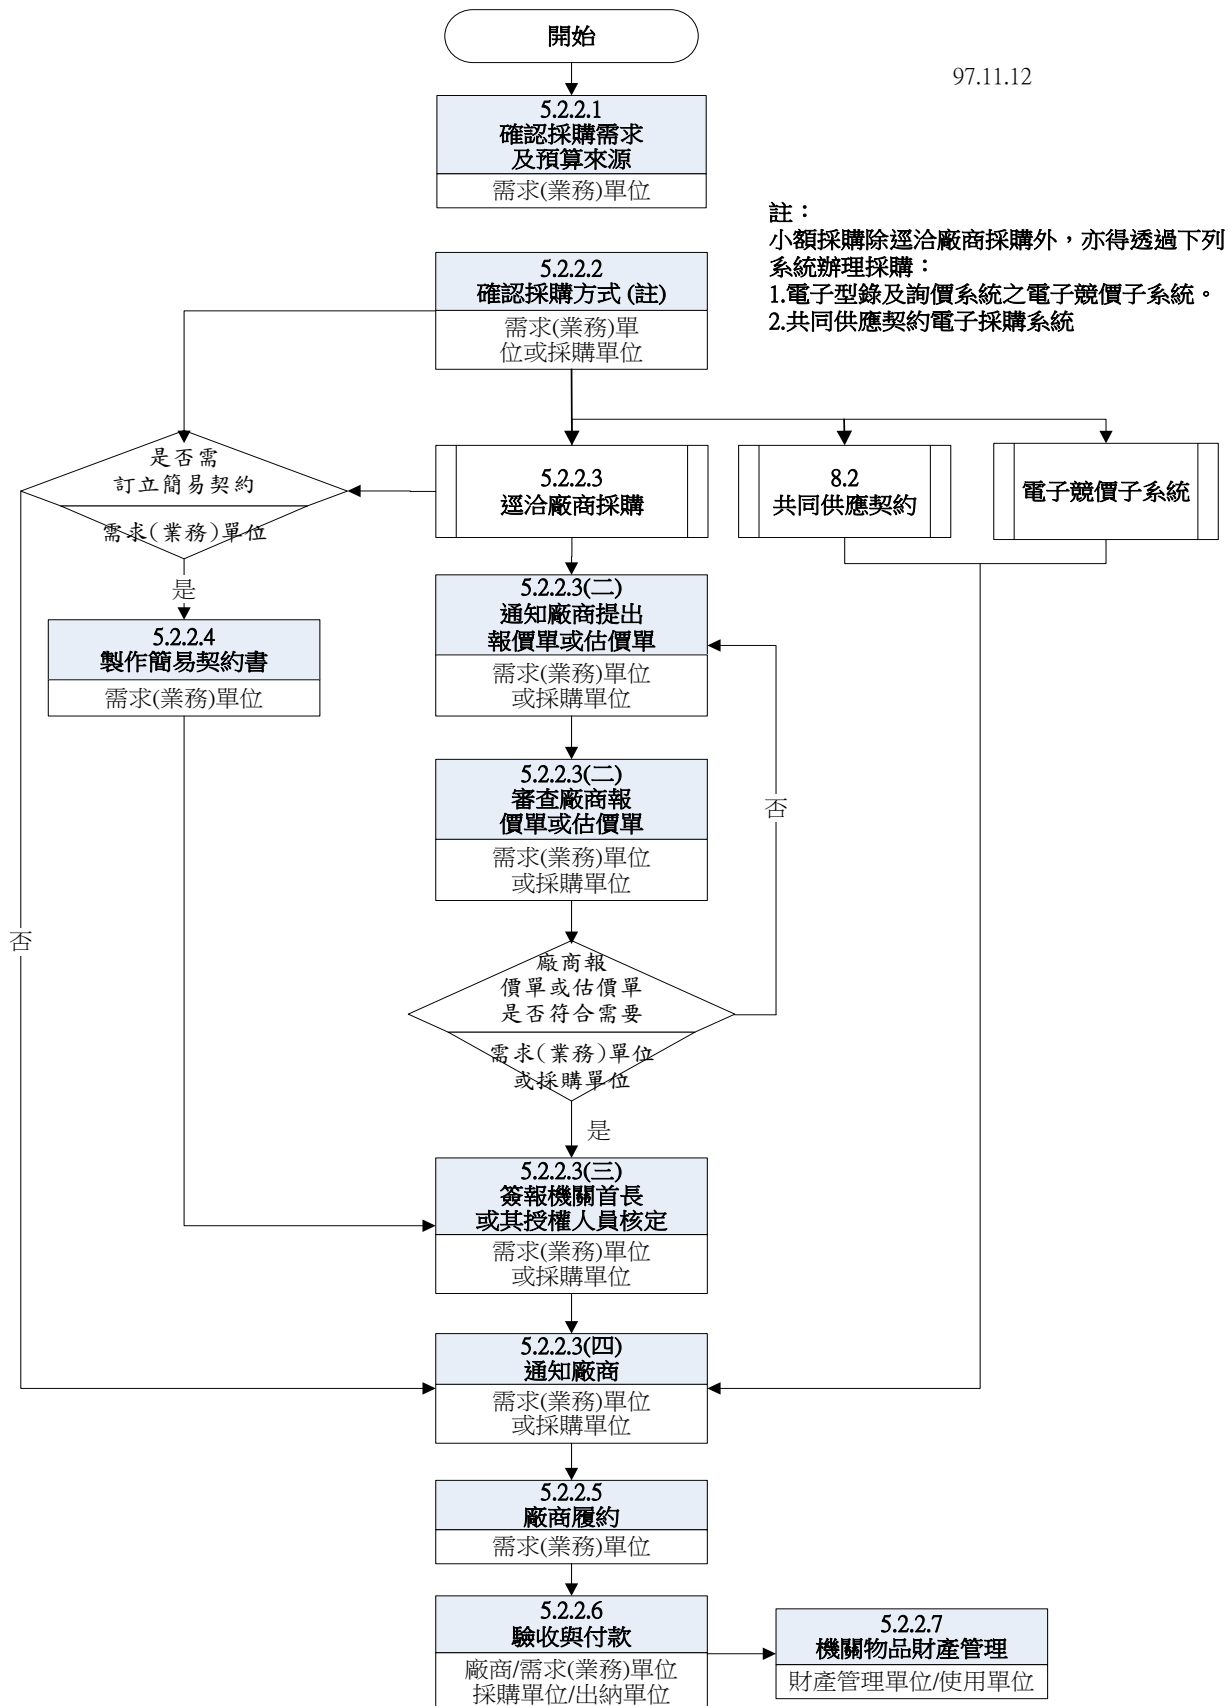 開始
97.11.12
5.2.2.1
確認採購需求
及預算來源
需求(業務)單位
註：
小額採購除逕洽廠商採購外，亦得透過下列
系統辦理採購：
1.電子型錄及詢價系統之電子競價子系統。
2.共同供應契約電子採購系統
5.2.2.2
確認採購方式 (註)
需求(業務)單
位或採購單位
是否需
訂立簡易契約
需求(業務)單位
5.2.2.3
逕洽廠商採購
8.2
共同供應契約
電子競價子系統
是
5.2.2.4
製作簡易契約書
需求(業務)單位
5.2.2.3(二)
通知廠商提出
報價單或估價單
需求(業務)單位
或採購單位
5.2.2.3(二)
審查廠商報
價單或估價單
需求(業務)單位
或採購單位
否
否
廠商報
價單或估價單
是否符合需要
需求(業務)單位
或採購單位
是
5.2.2.3(三)
簽報機關首長
或其授權人員核定
需求(業務)單位
或採購單位
5.2.2.3(四)
通知廠商
需求(業務)單位
或採購單位
5.2.2.5
廠商履約
需求(業務)單位
5.2.2.6
驗收與付款
廠商/需求(業務)單位
採購單位/出納單位
5.2.2.7
機關物品財產管理
財產管理單位/使用單位